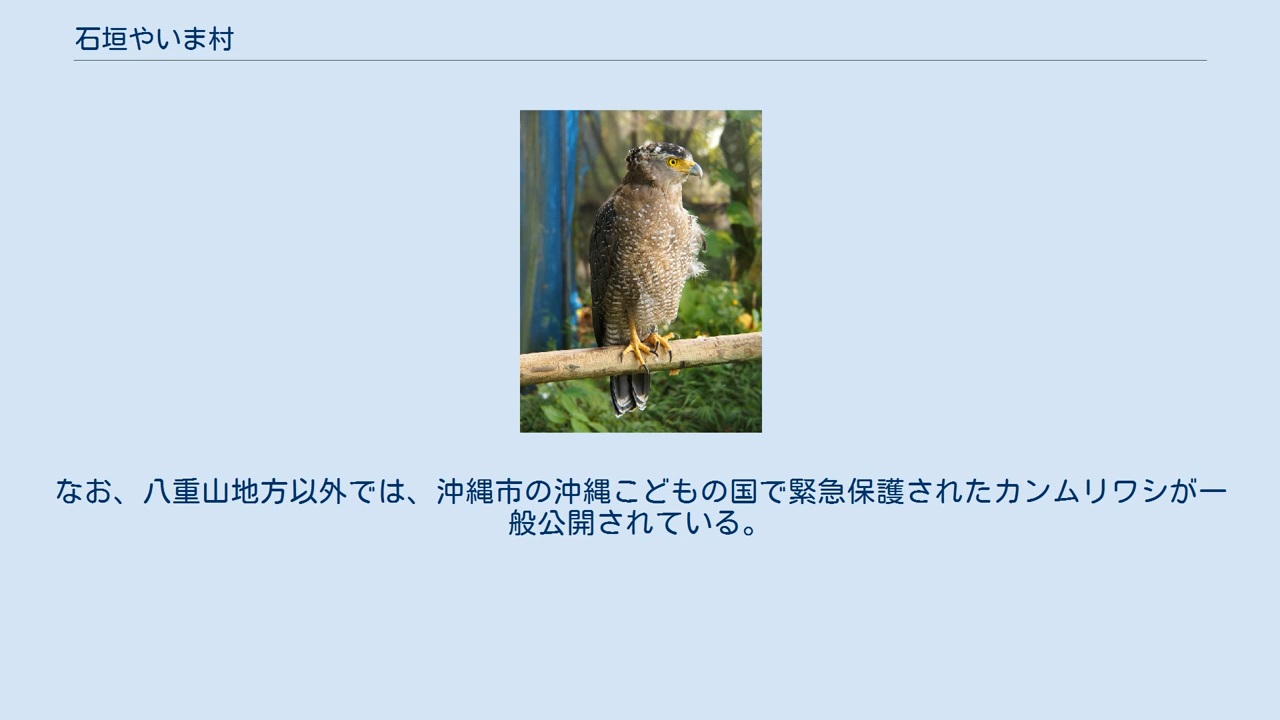 石垣やいま村
なお、八重山地方以外では、沖縄市の沖縄こどもの国で緊急保護されたカンムリワシが一
般公開されている。